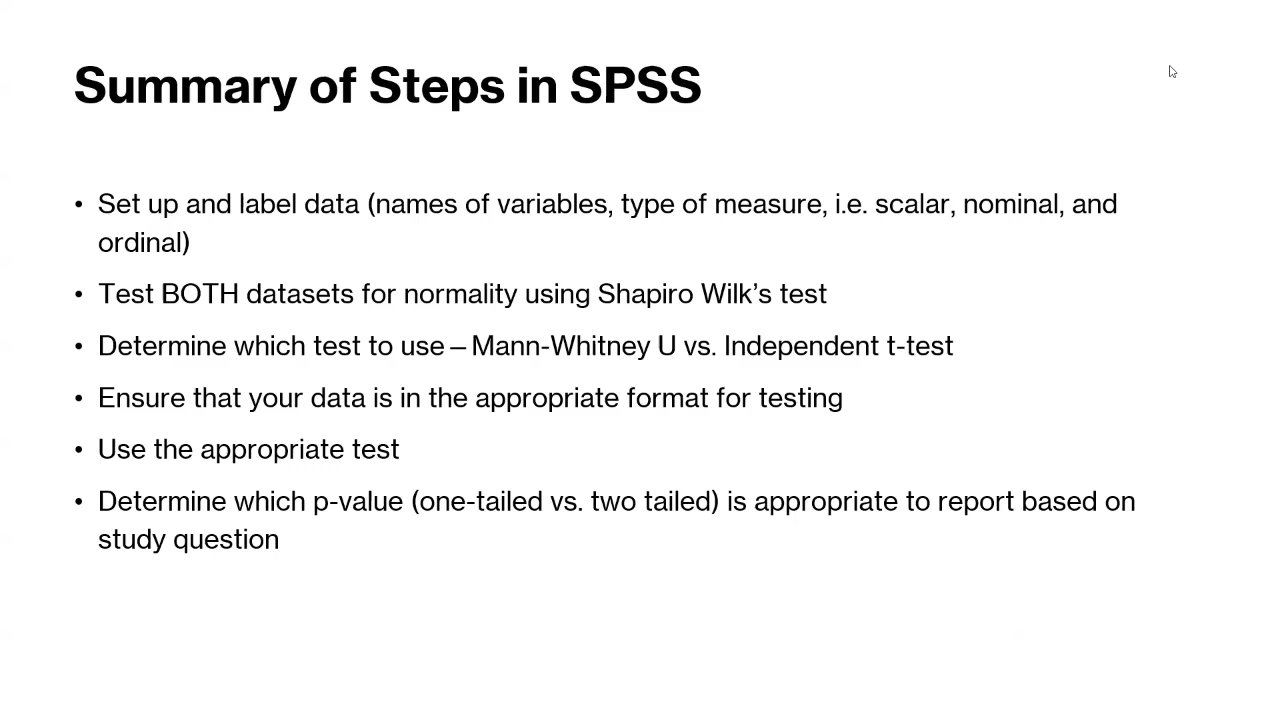 Summary of Steps in SPSS
• Set up and label data (names of variables, type of measure, i.e. scalar, nominal, and
ordinal)
• Test BOTH datasets for normality using Shapiro Wilk’s test
• Determine which test to use – Mann-Whitney U vs. Independent t-test
• Ensure that your data is in the appropriate format for testing
• Use the appropriate test
• Determine which p-value (one-tailed vs. two tailed) is appropriate to report based on
study question